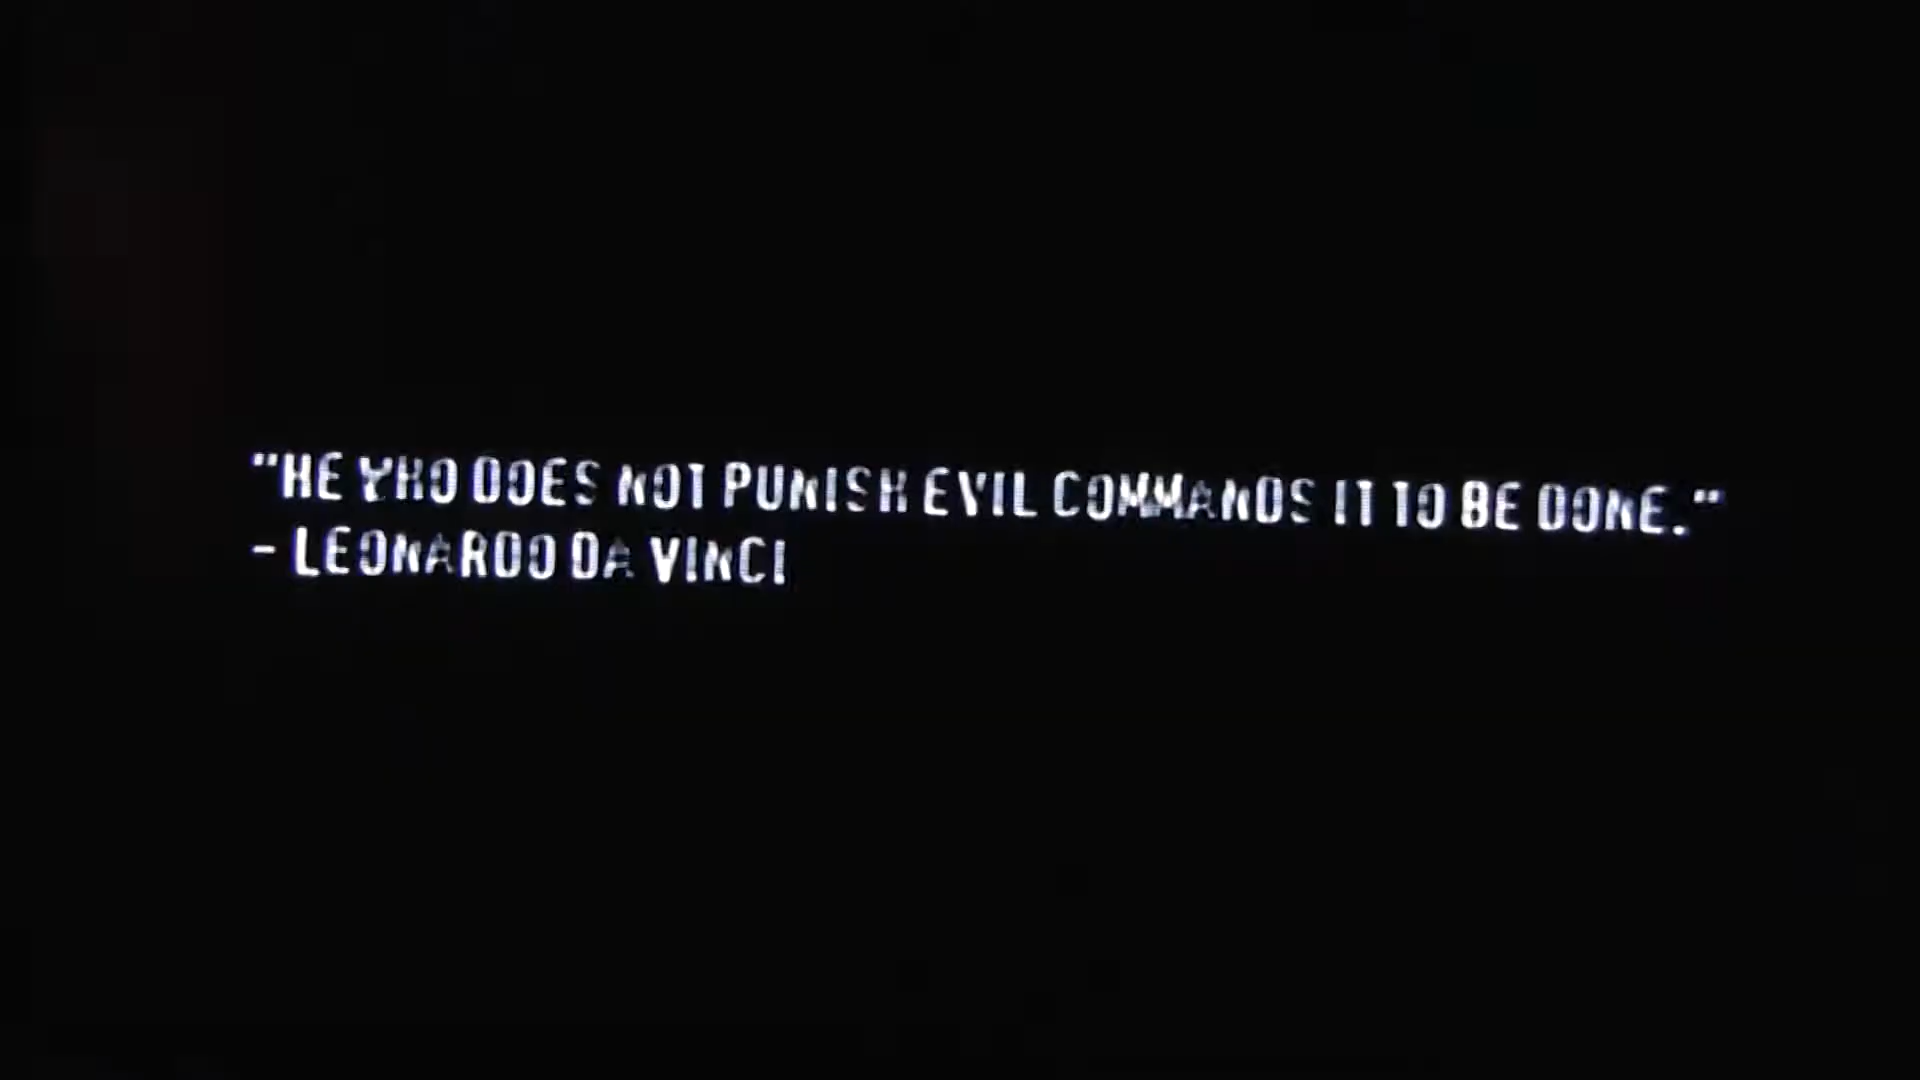 "HE WHO DOES NOT PUNISH EVIL COMMANDS IT TO BE DONE."
- LEONARDO DA VINCI